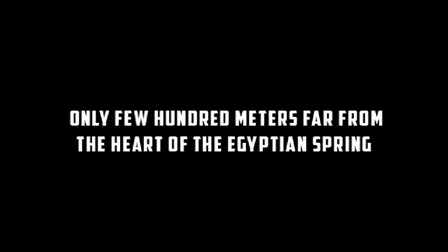 ONLY FEW HUNDRED METERS FAR FROM
THE HEART OF THE EGYPTIAN SPRING